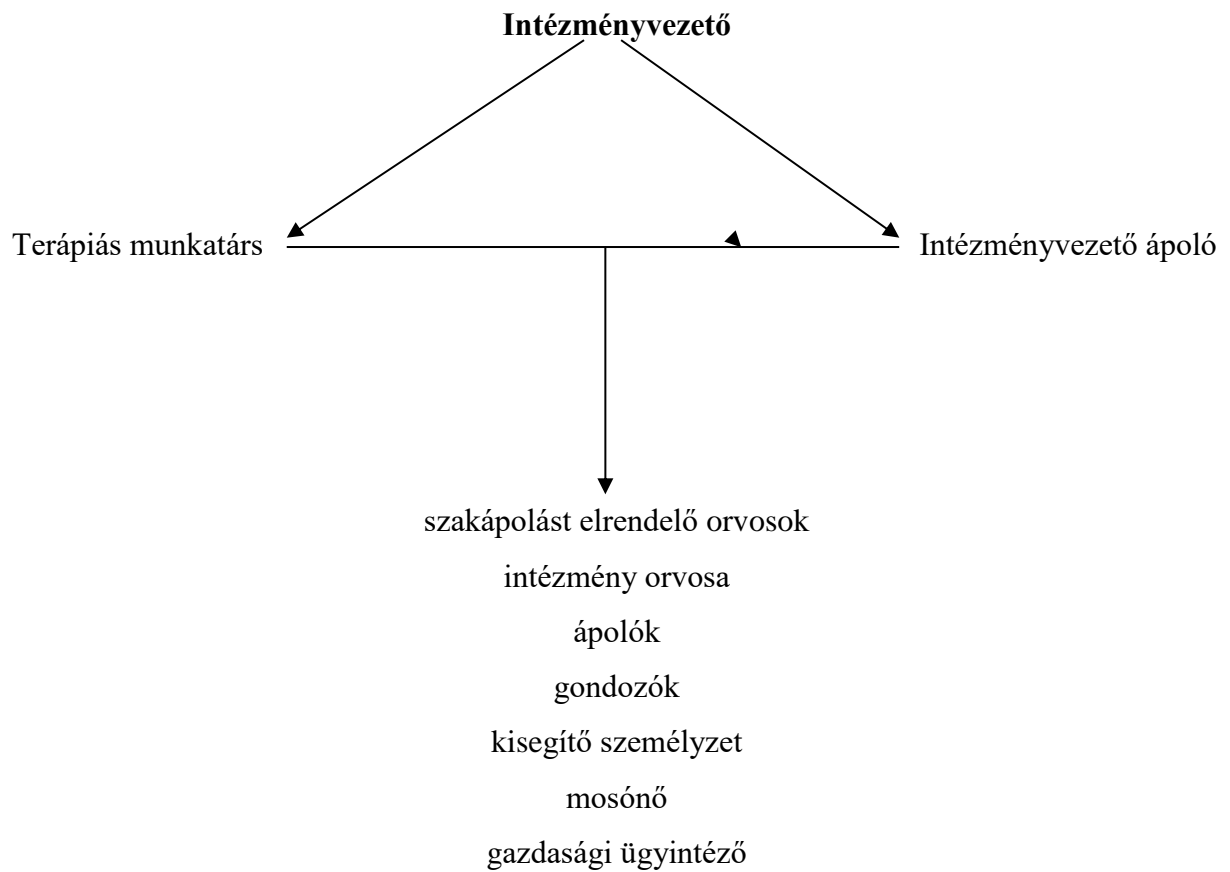 Intézményvezető
Terápiás munkatárs
Intézményvezető ápoló
szakápolást elrendelő orvosok
intézmény orvosa
ápolók
gondozók
kisegítő személyzet
mosónő
gazdasági ügyintéző